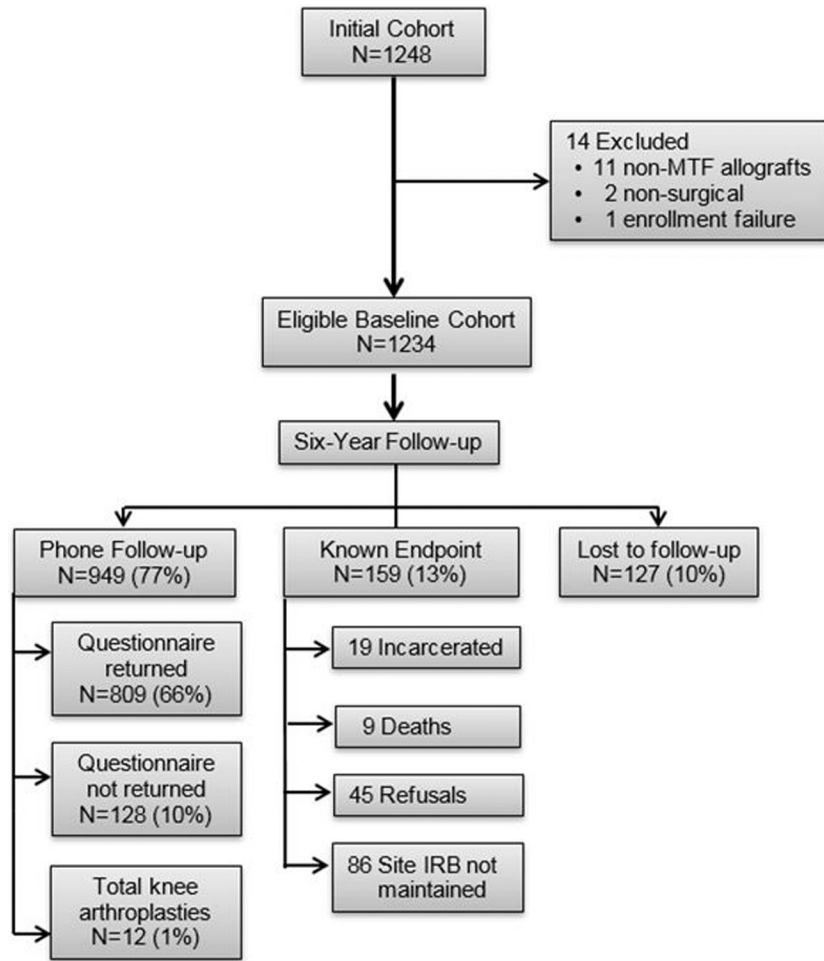 Initial Cohort
N=1248
14 Excluded
• 11 non-MTF allografts
• 2 non-surgical
• 1 enrollment failure
Eligible Baseline Cohort
N=1234
Six-Year Follow-up
Phone Follow-up
N=949 (77%)
Known Endpoint
N=159 (13%)
Lost to follow-up
N=127 (10%)
Questionnaire
returned
N=809 (66%)
Questionnaire
not returned
N=128 (10%)
Total knee
arthroplasties
N=12 (1%)
19 Incarcerated
9 Deaths
45 Refusals
86 Site IRB not
maintained